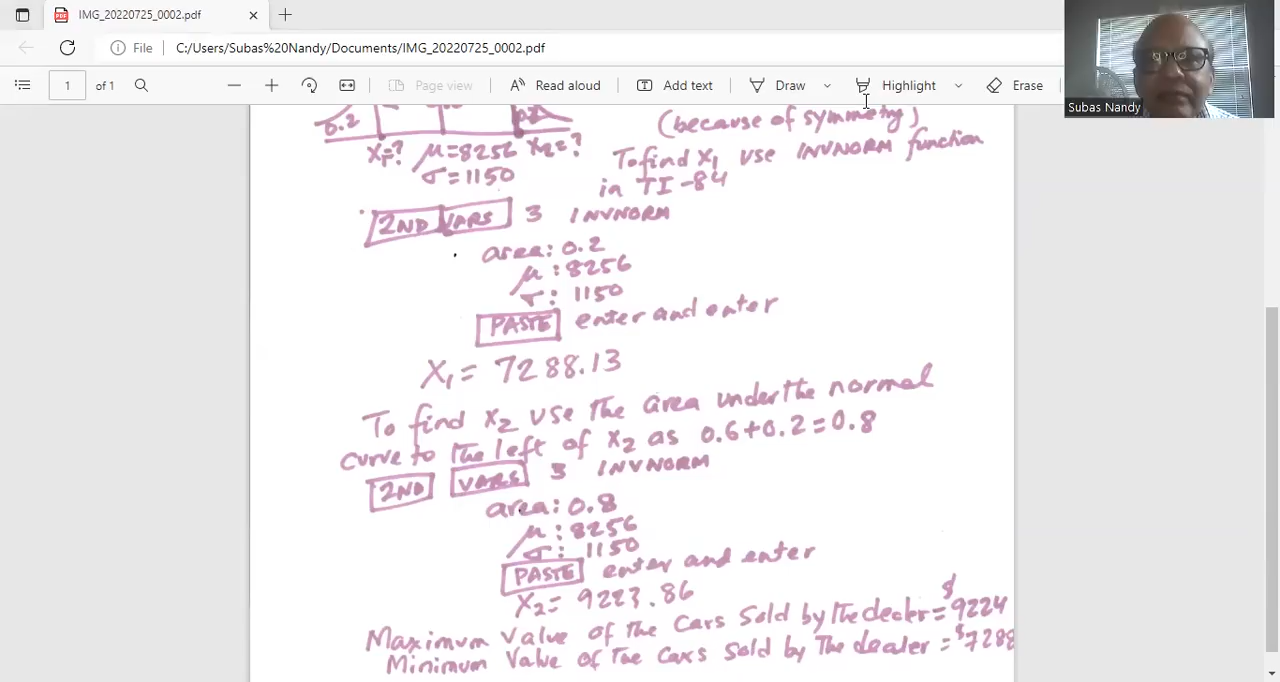 IMG_20220725_0002.pdf
File C:/Users/Subas%20Nandy/Documents/IMG_20220725_0002.pdf
1 of 1 Page view Read aloud Add text Draw Highlight Erase
Subas Nandy
0.2
(because of symmetry)
X1=? μ=8256 X2=?
σ=1150
To find X1 use INVNORM function
in TI-84
2ND VARS 3 INVNORM
area: 0.2
μ: 8256
σ: 1150
PASTE enter and enter
X1= 7288.13
To find X2 use the area under the normal
curve to the left of X2 as 0.6+0.2=0.8
2ND VARS 3 INVNORM
area: 0.8
μ: 8256
σ: 1150
PASTE enter and enter
X2= 9223.86
Maximum Value of the Cars Sold by the dealer = $9224
Minimum Value of the Cars Sold by the dealer = $7288